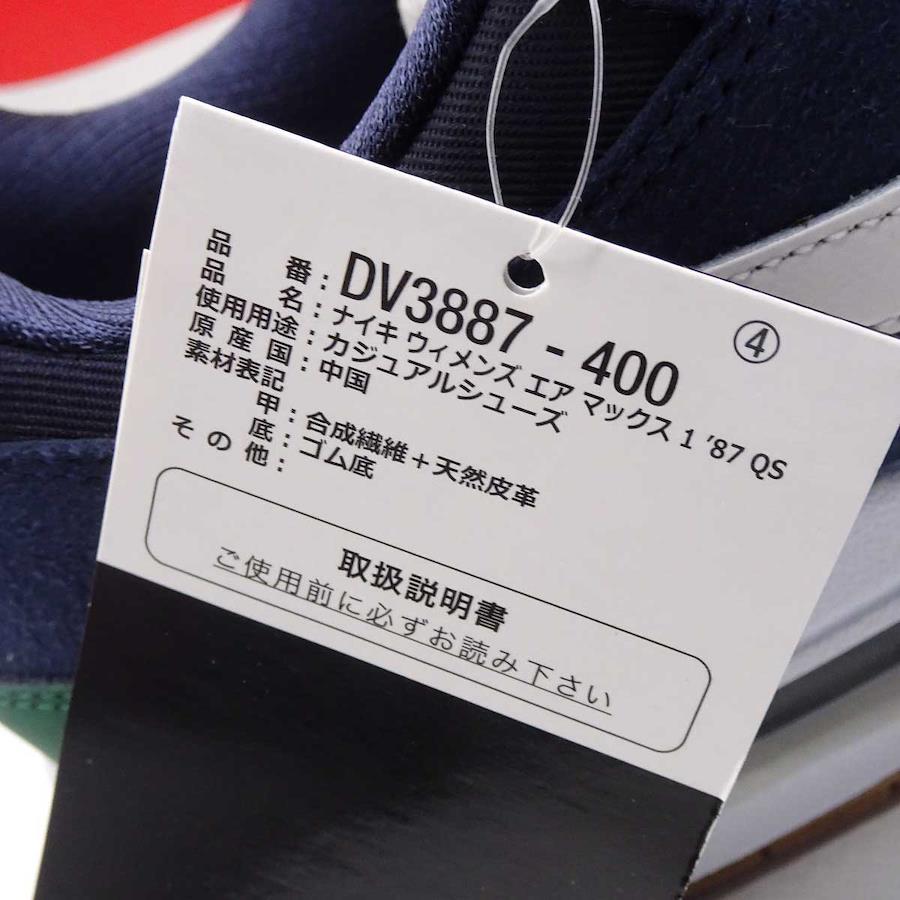 ④
品番:DV3887-400
品名:ナイキ ウィメンズ エア マックス 1 '87 QS
使用用途:カジュアルシューズ
原産国:中国
素材表記
甲:合成繊維+天然皮革
底:ゴム底
その他:
取扱説明書
ご使用前に必ずお読み下さい